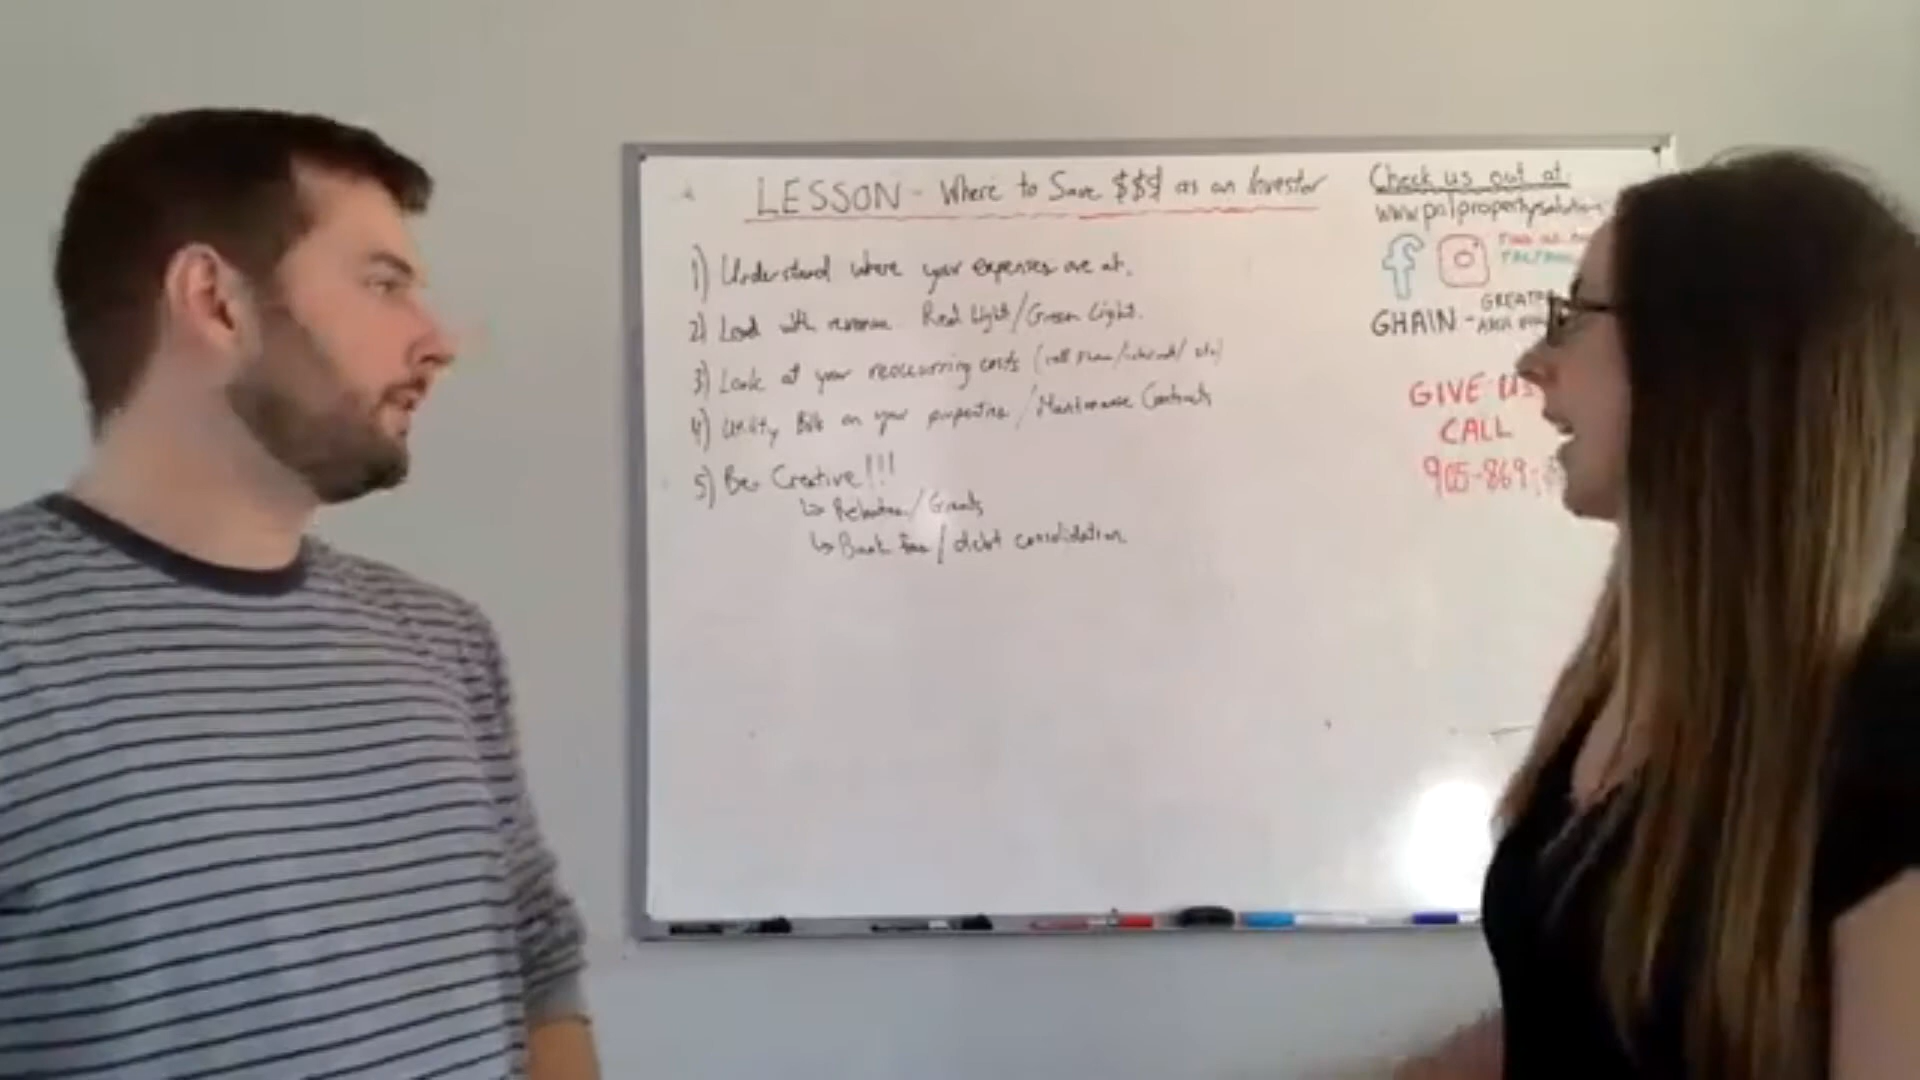 LESSON - Where to Save $$$ as an Investor
1) Understand where your expenses are at.
2) Lead with revenue Red Light/Green Light.
3) Look at your reoccurring costs (cell phone/internet/etc)
4) Utility Bills on your properties/Maintenance Contracts
5) Be Creative!!!
↳ Rebates/Grants
↳ Bank fees/debt consolidation
Check us out at:
www.pnlpropertysolutions
f
GHAIN - GREATER
GIVE US
CALL
905-869-